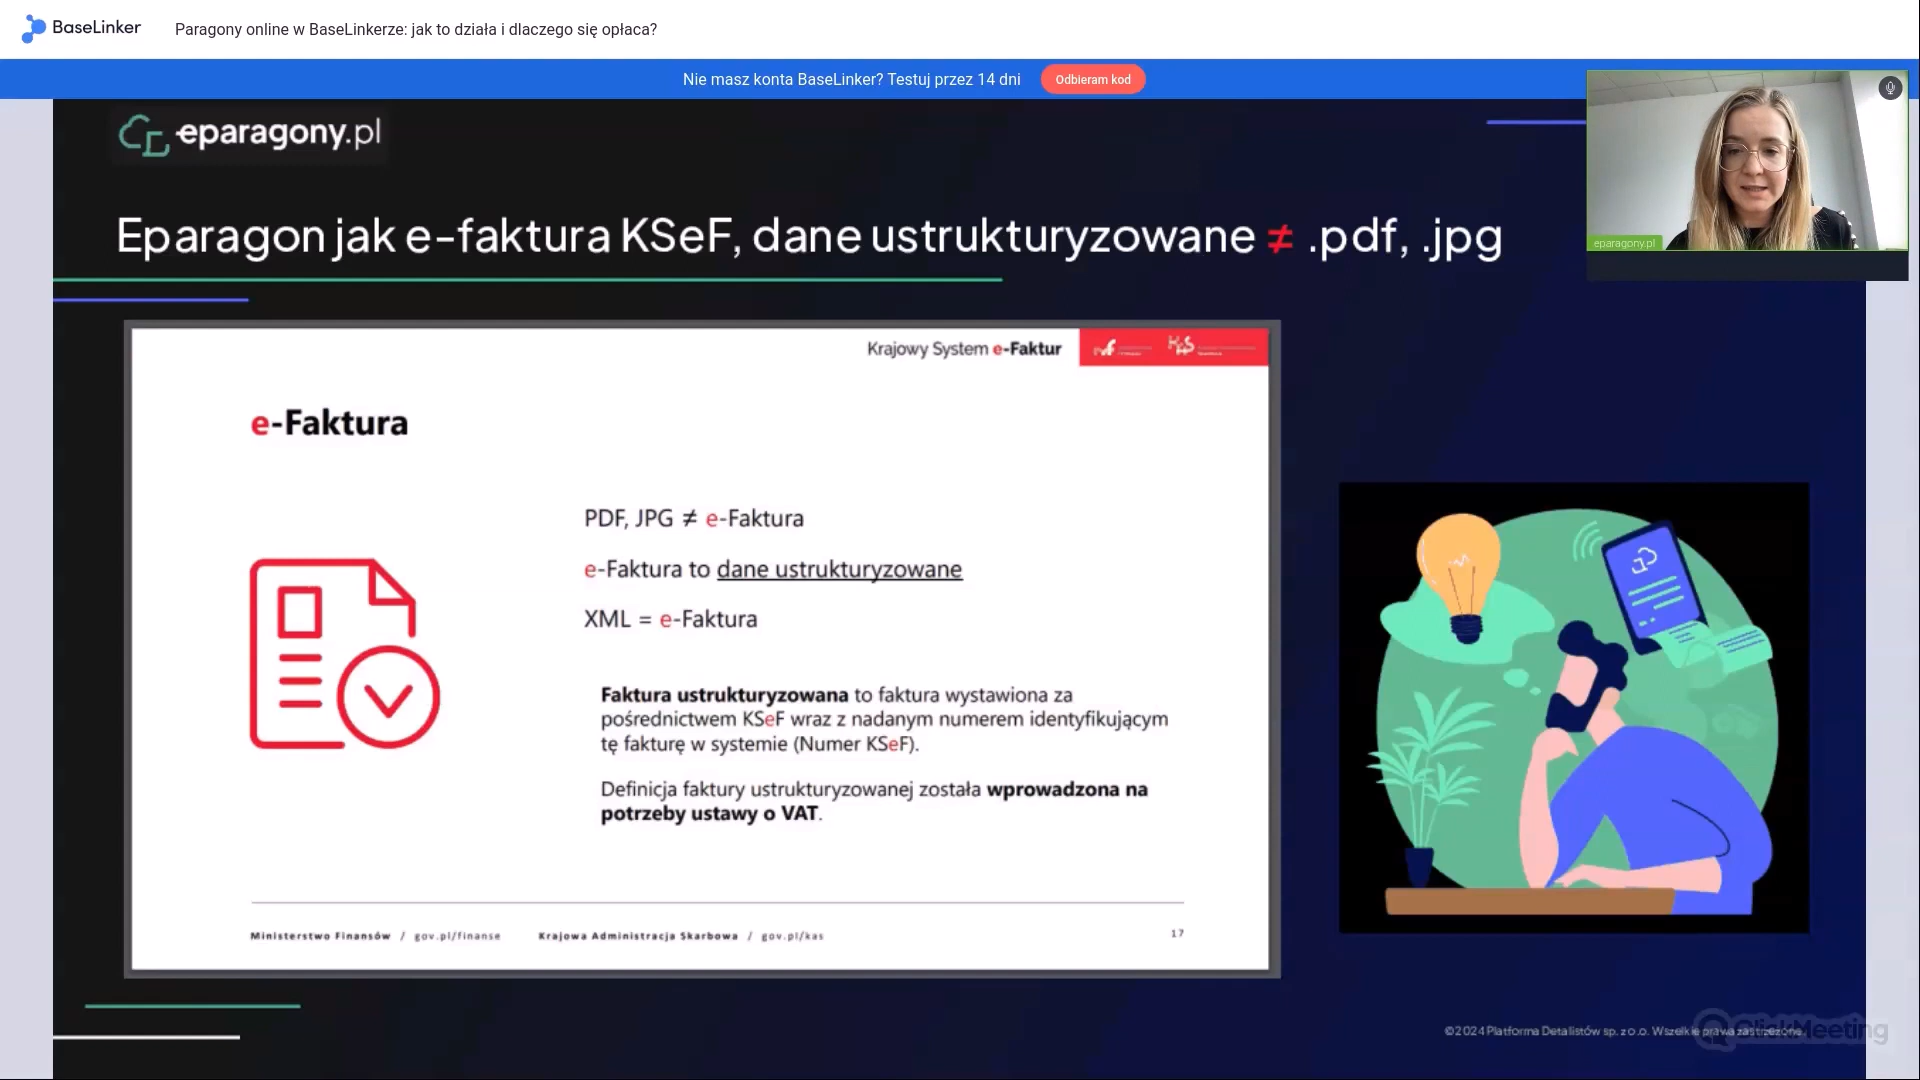 BaseLinker
Paragony online w BaseLinkerze: jak to działa i dlaczego się opłaca?
Nie masz konta BaseLinker? Testuj przez 14 dni
Odbieram kod
eparagony.pl
eparagony.pl
Eparagon jak e-faktura KSeF, dane ustrukturyzowane ≠ .pdf, .jpg
Krajowy System e-Faktur
e-Faktura
PDF, JPG ≠ e-Faktura
e-Faktura to dane ustrukturyzowane
XML = e-Faktura
Faktura ustrukturyzowana to faktura wystawiona za
pośrednictwem KSeF wraz z nadanym numerem identyfikującym
tę fakturę w systemie (Numer KSeF).
Definicja faktury ustrukturyzowanej została wprowadzona na
potrzeby ustawy o VAT.
Ministerstwo Finansów / gov.pl/finanse Krajowa Administracja Skarbowa / gov.pl/kas
17
©2024 Platforma Detalistów sp. z o.o. Wszelkie prawa zastrzeżone.
ClickMeeting